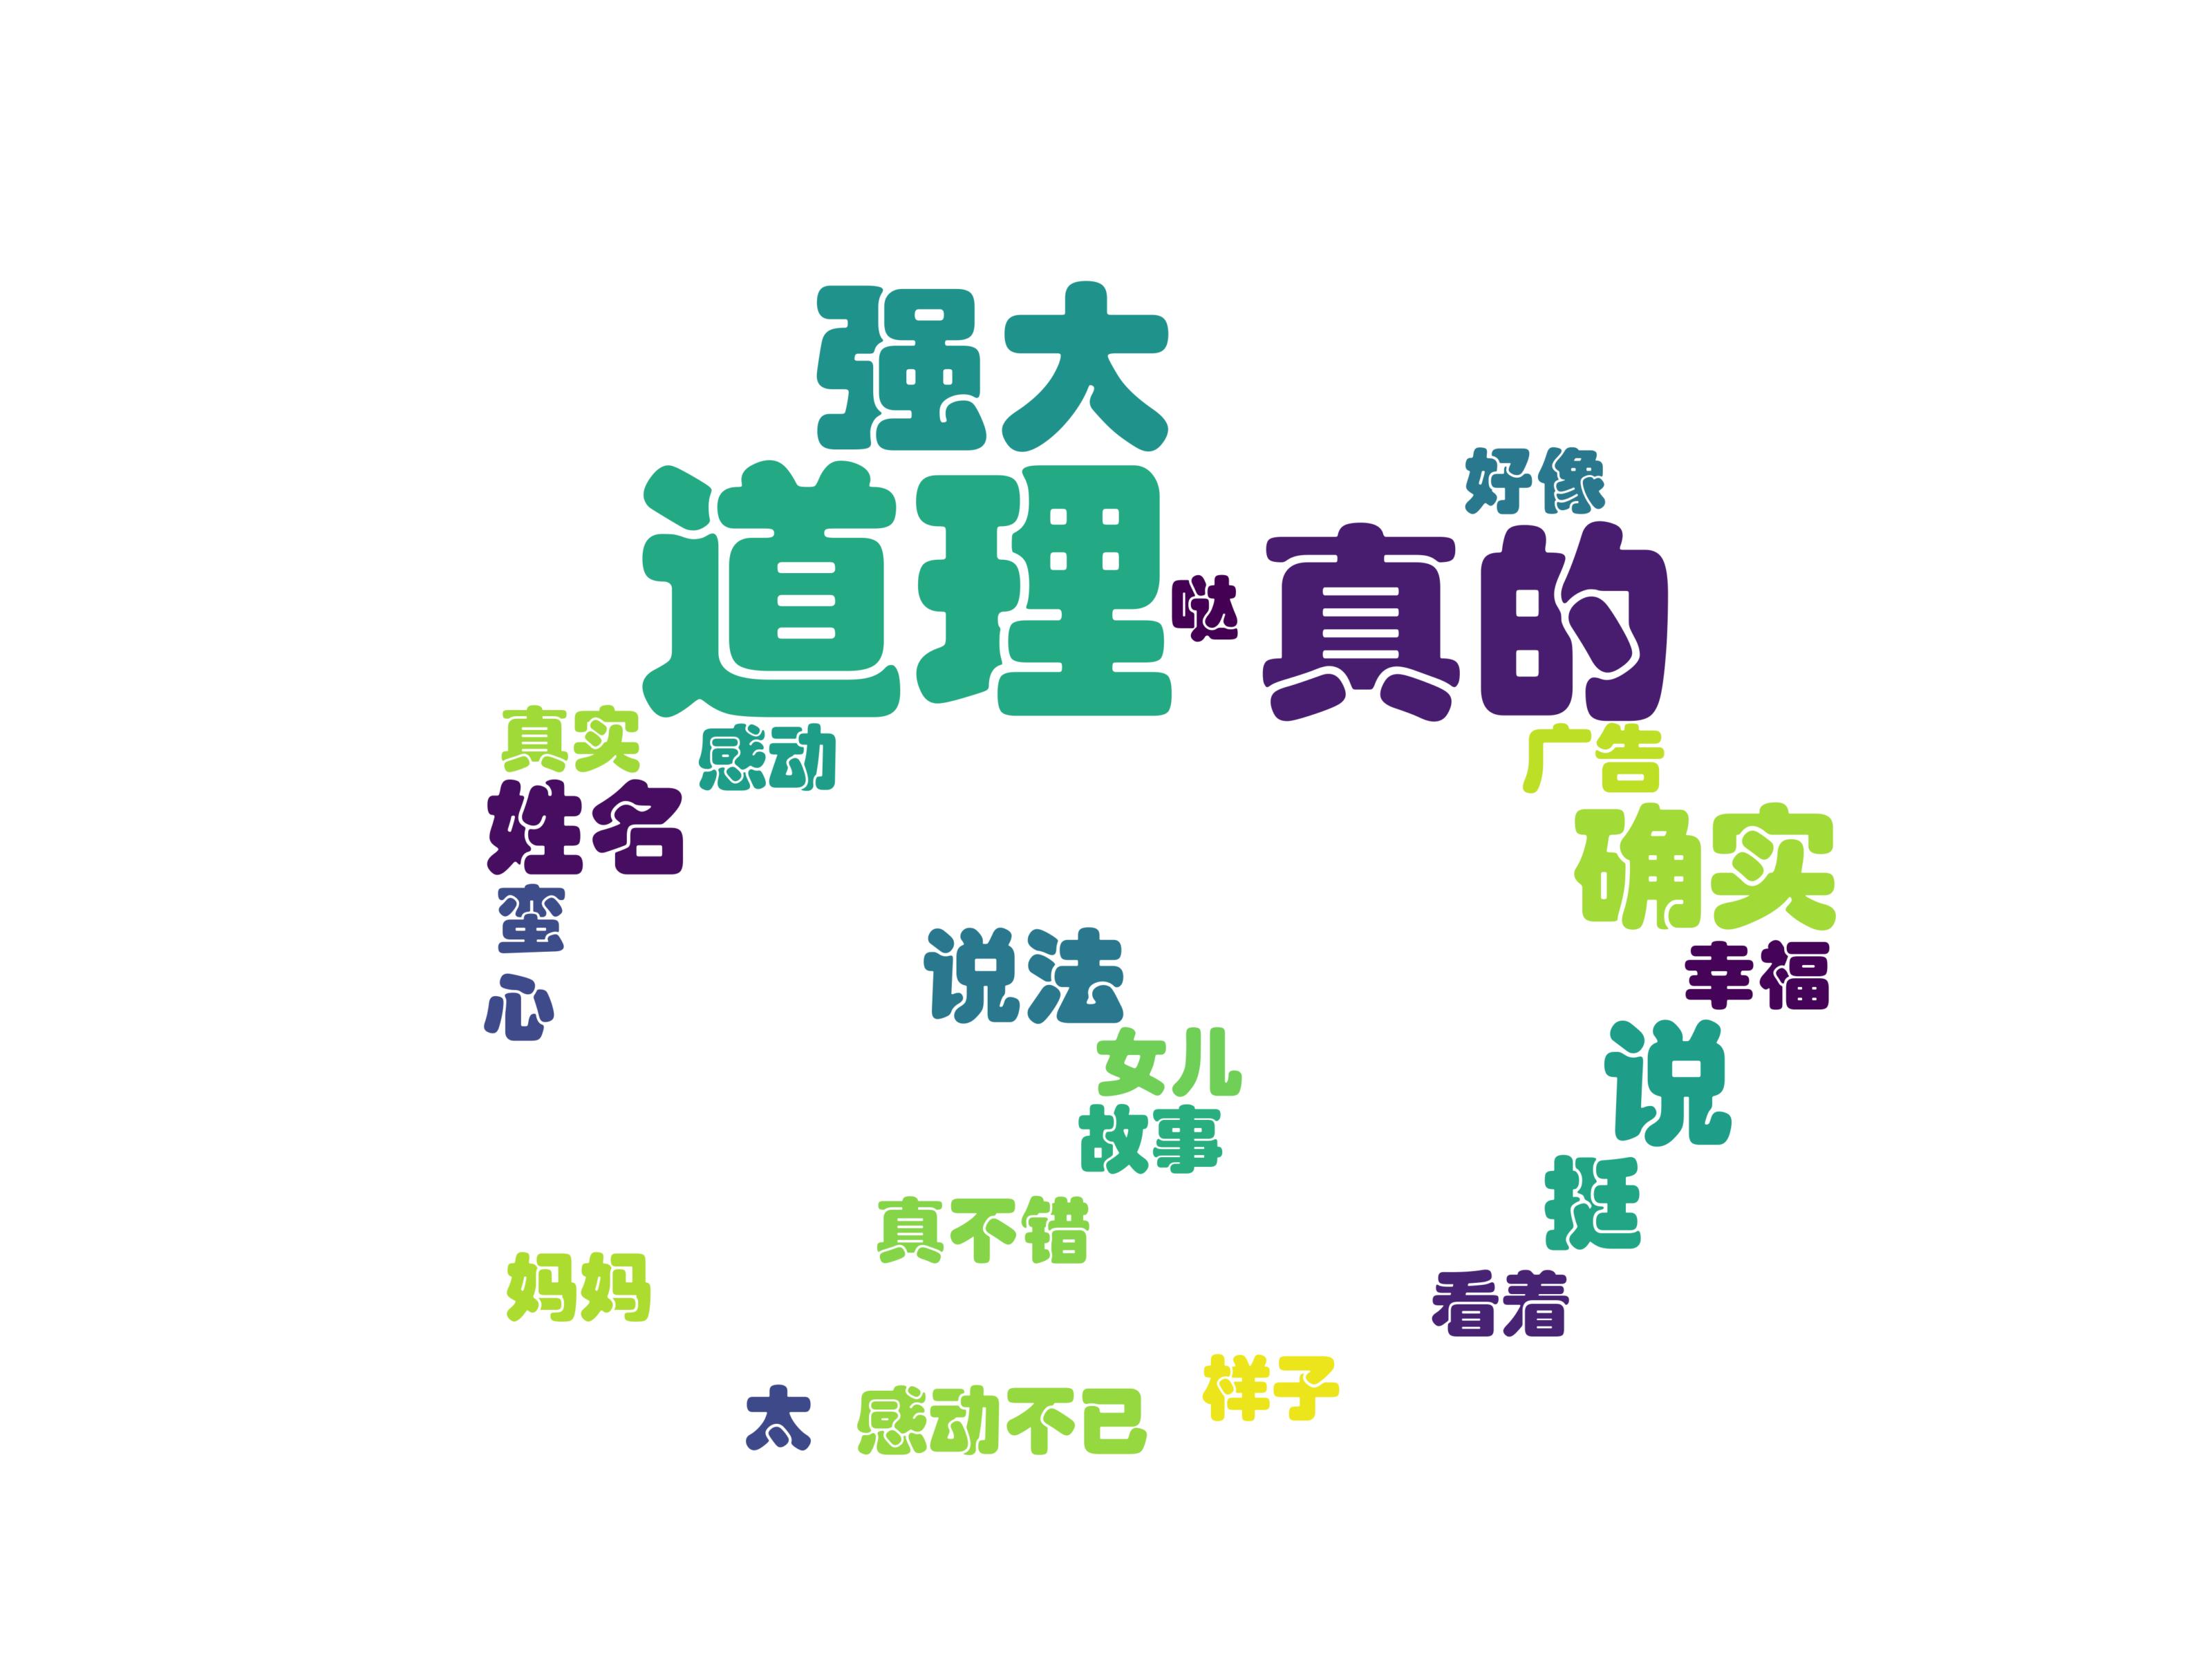 强大
好像
道理
哒
真的
真实
感动
广告
姓名
确实
蛮
说法
幸福
心
说
女儿
故事
挺
真不错
妈妈
看着
样子
太
感动不已